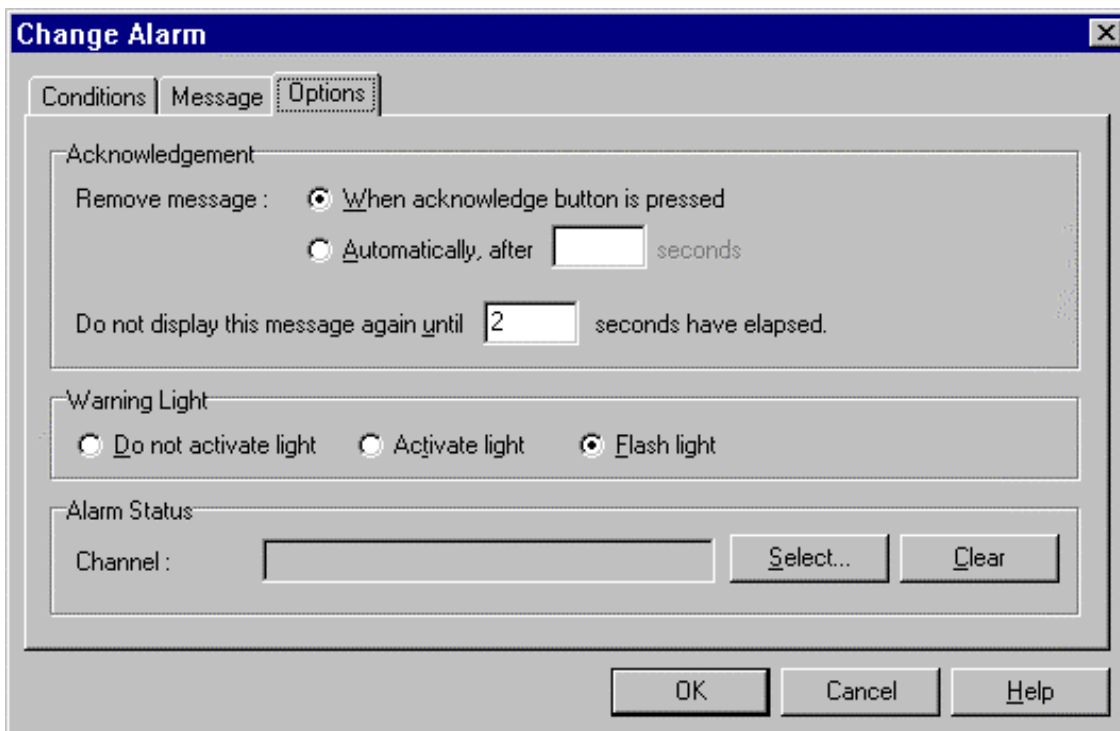 Change Alarm
Conditions Message Options
Acknowledgement
Remove message : When acknowledge button is pressed
Automatically, after seconds
Do not display this message again until 2 seconds have elapsed.
Warning Light
Do not activate light Activate light Flash light
Alarm Status
Channel : Select... Clear
OK Cancel Help